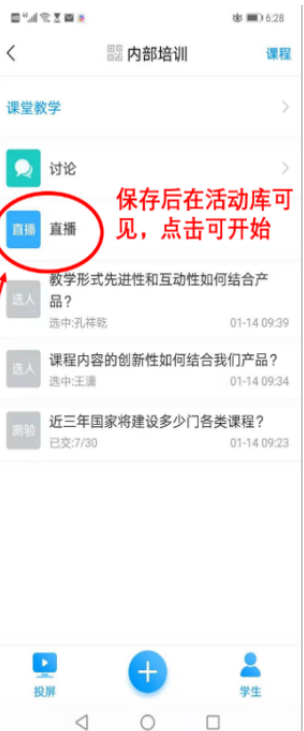 6:28
内部培训
课程
课堂教学
讨论
直播
直播
保存后在活动库可
见，点击可开始
选人
教学形式先进性和互动性如何结合产
品？
选中:孔祥乾
01-14 09:39
选人
课程内容的创新性如何结合我们产品？
选中:王潇
01-14 09:34
测验
近三年国家将建设多少门各类课程？
已交:7/30
01-14 09:23
投屏
学生